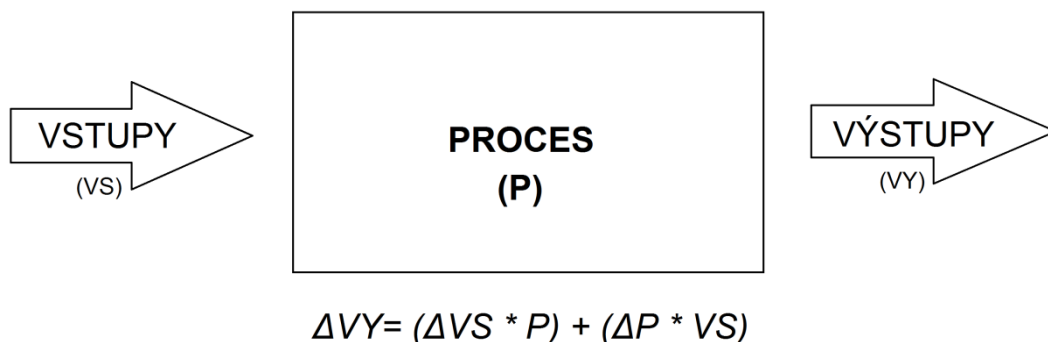 VSTUPY
(VS)
PROCES
(P)
VÝSTUPY
(VY)
ΔVY= (ΔVS * P) + (ΔP * VS)